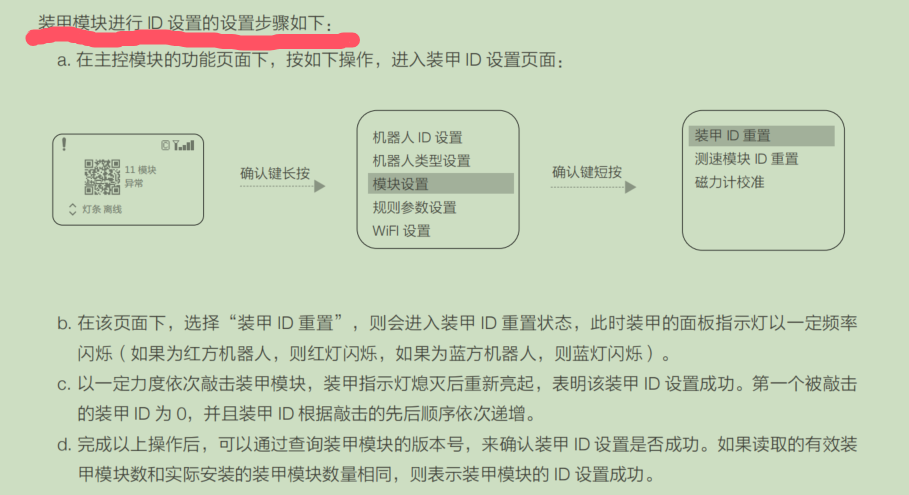 装甲模块进行 ID 设置的设置步骤如下：
a. 在主控模块的功能页面下，按如下操作，进入装甲 ID 设置页面：
11 模块
异常
灯条 离线
确认键长按
机器人 ID 设置
机器人类型设置
模块设置
规则参数设置
WiFI 设置
确认键短按
装甲 ID 重置
测速模块 ID 重置
磁力计校准
b. 在该页面下，选择“装甲 ID 重置”，则会进入装甲 ID 重置状态，此时装甲的面板指示灯以一定频率
闪烁（如果为红方机器人，则红灯闪烁，如果为蓝方机器人，则蓝灯闪烁）。
c. 以一定力度依次敲击装甲模块，装甲指示灯熄灭后重新亮起，表明该装甲 ID 设置成功。第一个被敲击
的装甲 ID 为 0，并且装甲 ID 根据敲击的先后顺序依次递增。
d. 完成以上操作后，可以通过查询装甲模块的版本号，来确认装甲 ID 设置是否成功。如果读取的有效装
甲模块数和实际安装的装甲模块数量相同，则表示装甲模块的 ID 设置成功。